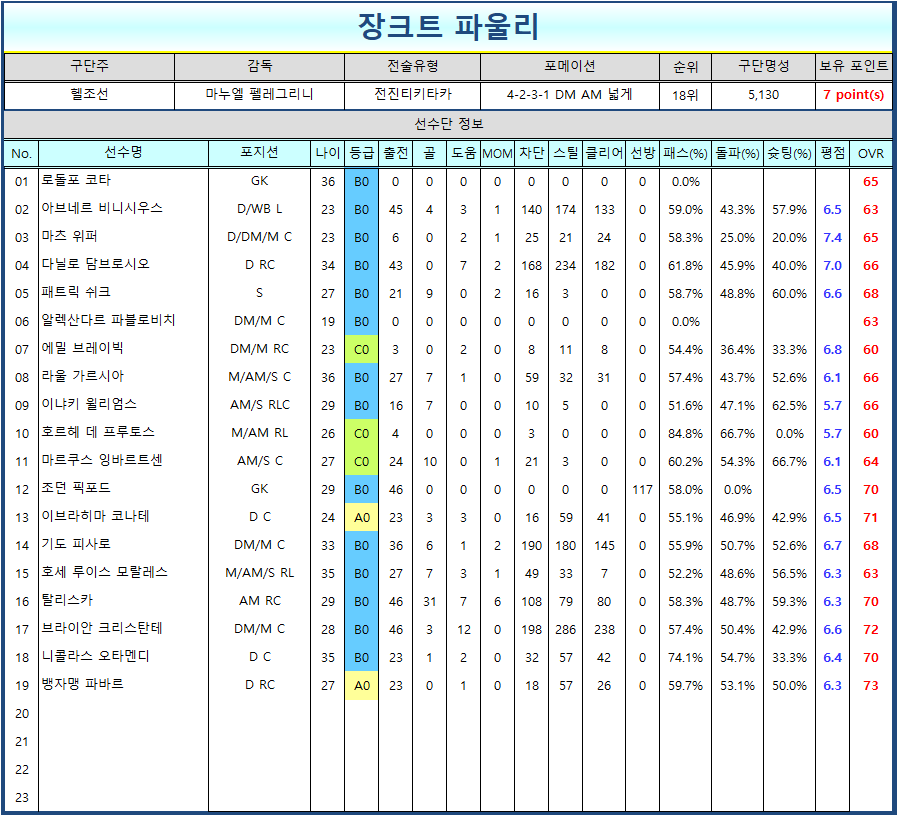 장크트 파울리
구단주 감독 전술유형 포메이션 순위 구단명성 보유 포인트
헬조선 마누엘 펠레그리니 전진티키타카 4-2-3-1 DM AM 넓게 18위 5,130 7 point(s)
선수단 정보
No. 선수명 포지션 나이 등급 출전 골 도움 MOM 차단 스틸 클리어 선방 패스(%) 돌파(%) 슛팅(%) 평점 OVR
01 로돌포 코타 GK 36 B0 0 0 0 0 0 0 0 0 0.0% 65
02 아브네르 비니시우스 D/WB L 23 B0 45 4 3 1 140 174 133 0 59.0% 43.3% 57.9% 6.5 63
03 마츠 위퍼 D/DM/M C 23 B0 6 0 2 1 25 21 24 0 58.3% 25.0% 20.0% 7.4 65
04 다닐로 담브로시오 D RC 34 B0 43 0 7 2 168 234 182 0 61.8% 45.9% 40.0% 7.0 66
05 패트릭 쉬크 S 27 B0 21 9 0 2 16 3 0 0 58.7% 48.8% 60.0% 6.6 68
06 알렉산다르 파블로비치 DM/M C 19 B0 0 0 0 0 0 0 0 0 0.0% 63
07 에밀 브레이빅 DM/M RC 23 C0 3 0 2 0 8 11 8 0 54.4% 36.4% 33.3% 6.8 60
08 라울 가르시아 M/AM/S C 36 B0 27 7 1 0 59 32 31 0 57.4% 43.7% 52.6% 6.1 66
09 이냐키 윌리엄스 AM/S RLC 29 B0 16 7 0 0 10 5 0 0 51.6% 47.1% 62.5% 5.7 66
10 호르헤 데 프루토스 M/AM RL 26 C0 4 0 0 0 3 0 0 0 84.8% 66.7% 0.0% 5.7 60
11 마르쿠스 잉바르트센 AM/S C 27 C0 24 10 0 1 21 3 0 0 60.2% 54.3% 66.7% 6.1 64
12 조던 픽포드 GK 29 B0 46 0 0 0 0 0 0 117 58.0% 0.0% 6.5 70
13 이브라히마 코나테 D C 24 A0 23 3 3 0 16 59 41 0 55.1% 46.9% 42.9% 6.5 71
14 기도 피사로 DM/M C 33 B0 36 6 1 2 190 180 145 0 55.9% 50.7% 52.6% 6.7 68
15 호세 루이스 모랄레스 M/AM/S RL 35 B0 27 7 3 1 49 33 7 0 52.2% 48.6% 56.5% 6.3 63
16 탈리스카 AM RC 29 B0 46 31 7 6 108 79 80 0 58.3% 48.7% 59.3% 6.3 70
17 브라이안 크리스탄테 DM/M C 28 B0 46 3 12 0 198 286 238 0 57.4% 50.4% 42.9% 6.6 72
18 니콜라스 오타멘디 D C 35 B0 23 1 2 0 32 57 42 0 74.1% 54.7% 33.3% 6.4 70
19 뱅자맹 파바르 D RC 27 A0 23 0 1 0 18 57 26 0 59.7% 53.1% 50.0% 6.3 73
20
21
22
23